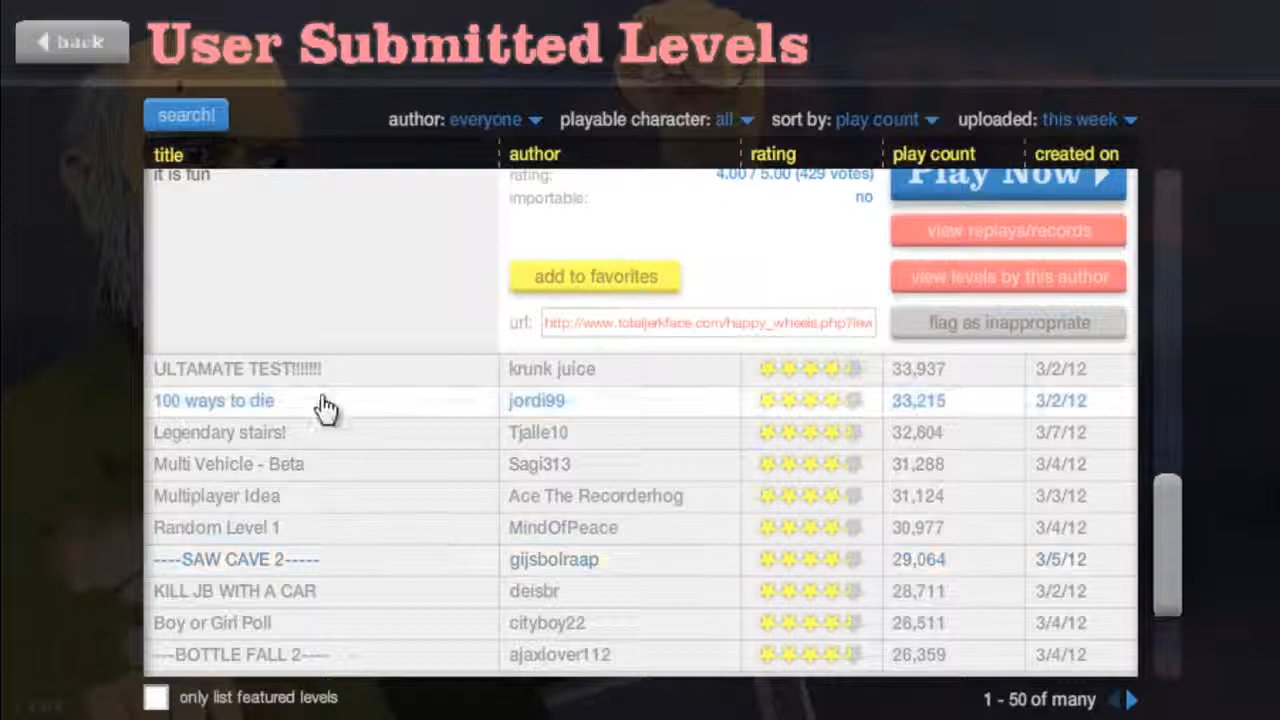 back
User Submitted Levels
search!
author: everyone playable character: all sort by: play count uploaded: this week
title author rating play count created on
it is fun
rating: 4.00 / 5.00 (429 votes)
Play Now
importable: no
view replays/records
add to favorites
view levels by this author
url: http://www.totaljerkface.com/happy_wheels.php?lev
flag as inappropriate
ULTAMATE TEST!!!!!!! krunk juice 33,937 3/2/12
100 ways to die jordi99 33,215 3/2/12
Legendary stairs! Tjalle10 32,604 3/7/12
Multi Vehicle - Beta Sagi313 31,288 3/4/12
Multiplayer Idea Ace The Recorderhog 31,124 3/3/12
Random Level 1 MindOfPeace 30,977 3/4/12
----SAW CAVE 2----- gijsbolraap 29,064 3/5/12
KILL JB WITH A CAR deisbr 28,711 3/2/12
Boy or Girl Poll cityboy22 26,511 3/4/12
---BOTTLE FALL 2---- ajaxlover112 26,359 3/4/12
only list featured levels
1 - 50 of many